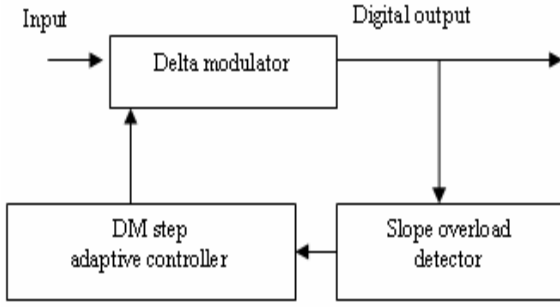 Input
Digital output
Delta modulator
DM step
adaptive controller
Slope overload
detector